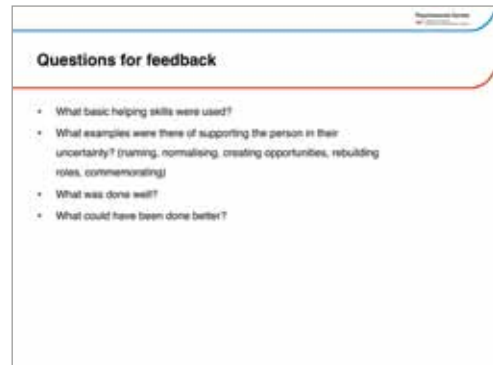 Questions for feedback
• What basic helping skills were used?
• What examples were there of supporting the person in their
uncertainty? (naming, normalising, creating opportunities, rebuilding
roles, commemorating)
• What was done well?
• What could have been done better?